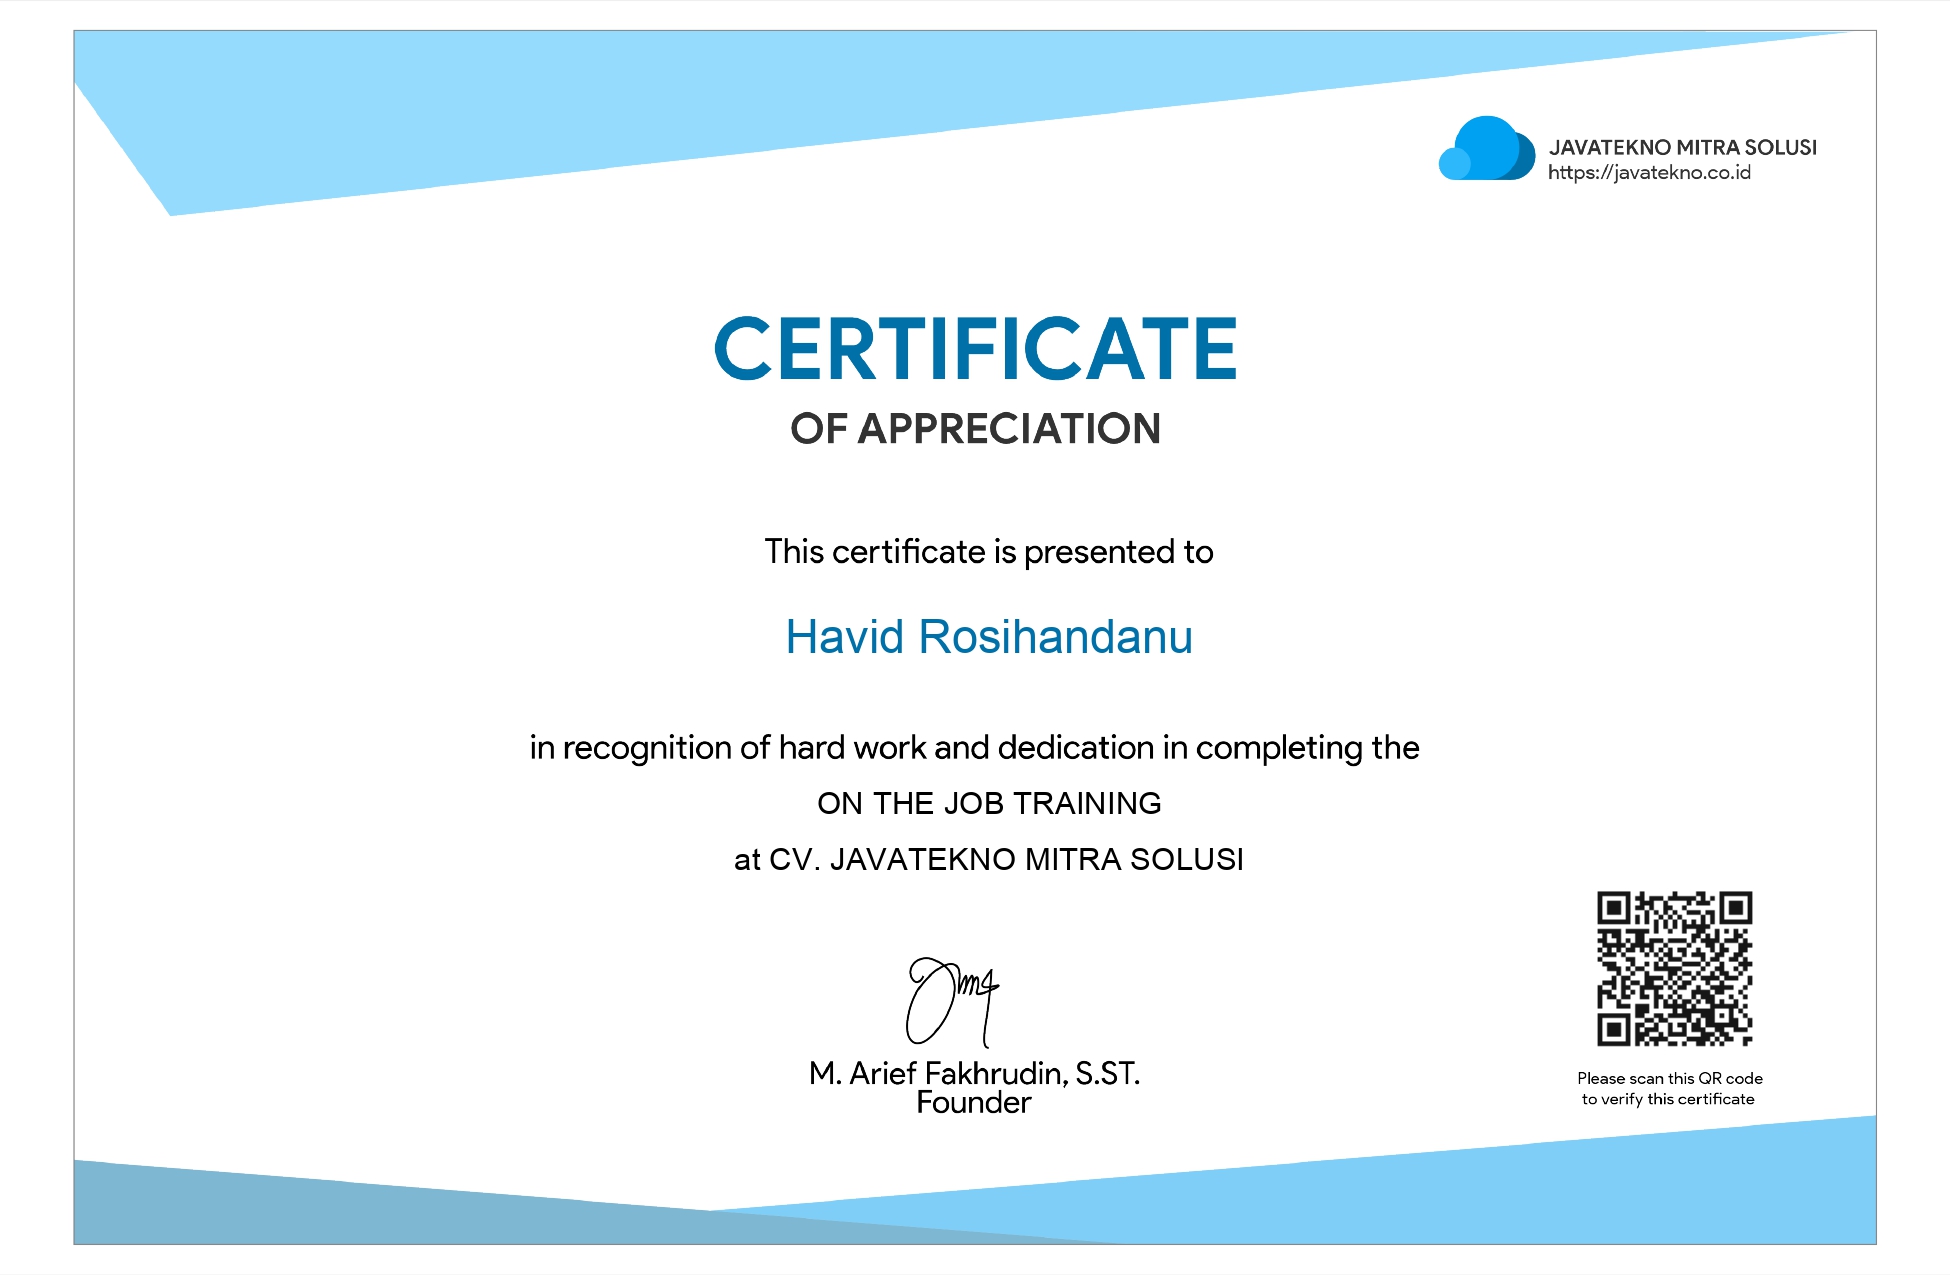 JAVATEKNO MITRA SOLUSI
https://javatekno.co.id
CERTIFICATE
OF APPRECIATION
This certificate is presented to
Havid Rosihandanu
in recognition of hard work and dedication in completing the
ON THE JOB TRAINING
at CV. JAVATEKNO MITRA SOLUSI
M. Arief Fakhrudin, S.ST.
Founder
Please scan this QR code
to verify this certificate